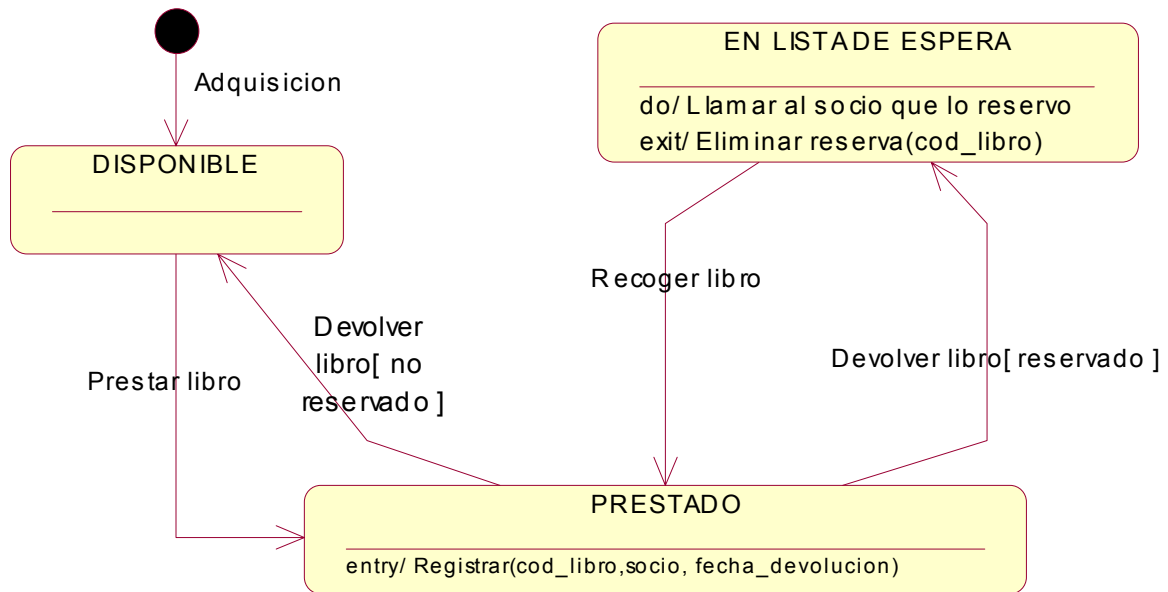 Adquisicion
DISPONIBLE
EN LISTA DE ESPERA
do/ Llamar al socio que lo reservo
exit/ Eliminar reserva(cod_libro)
Recoger libro
Devolver
libro[ no
reservado ]
Prestar libro
Devolver libro[ reservado ]
PRESTADO
entry/ Registrar(cod_libro,socio, fecha_devolucion)